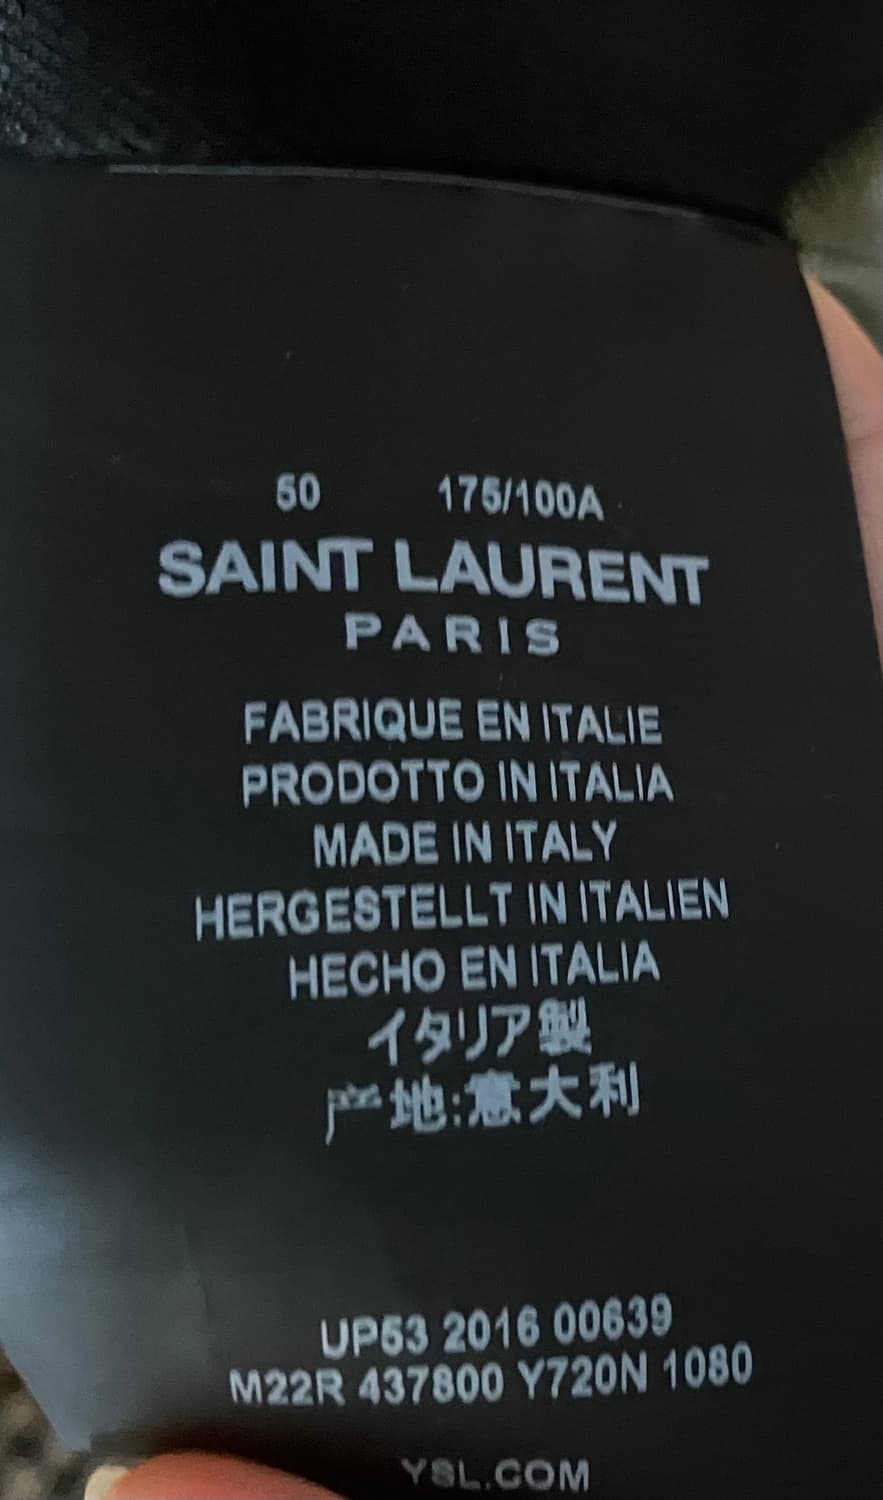 50 175/100A
SAINT LAURENT
PARIS
FABRIQUE EN ITALIE
PRODOTTO IN ITALIA
MADE IN ITALY
HERGESTELLT IN ITALIEN
HECHO EN ITALIA
イタリア製
产地:意大利
UP53 2016 00639
M22R 437800 Y720N 1080
YSL.COM